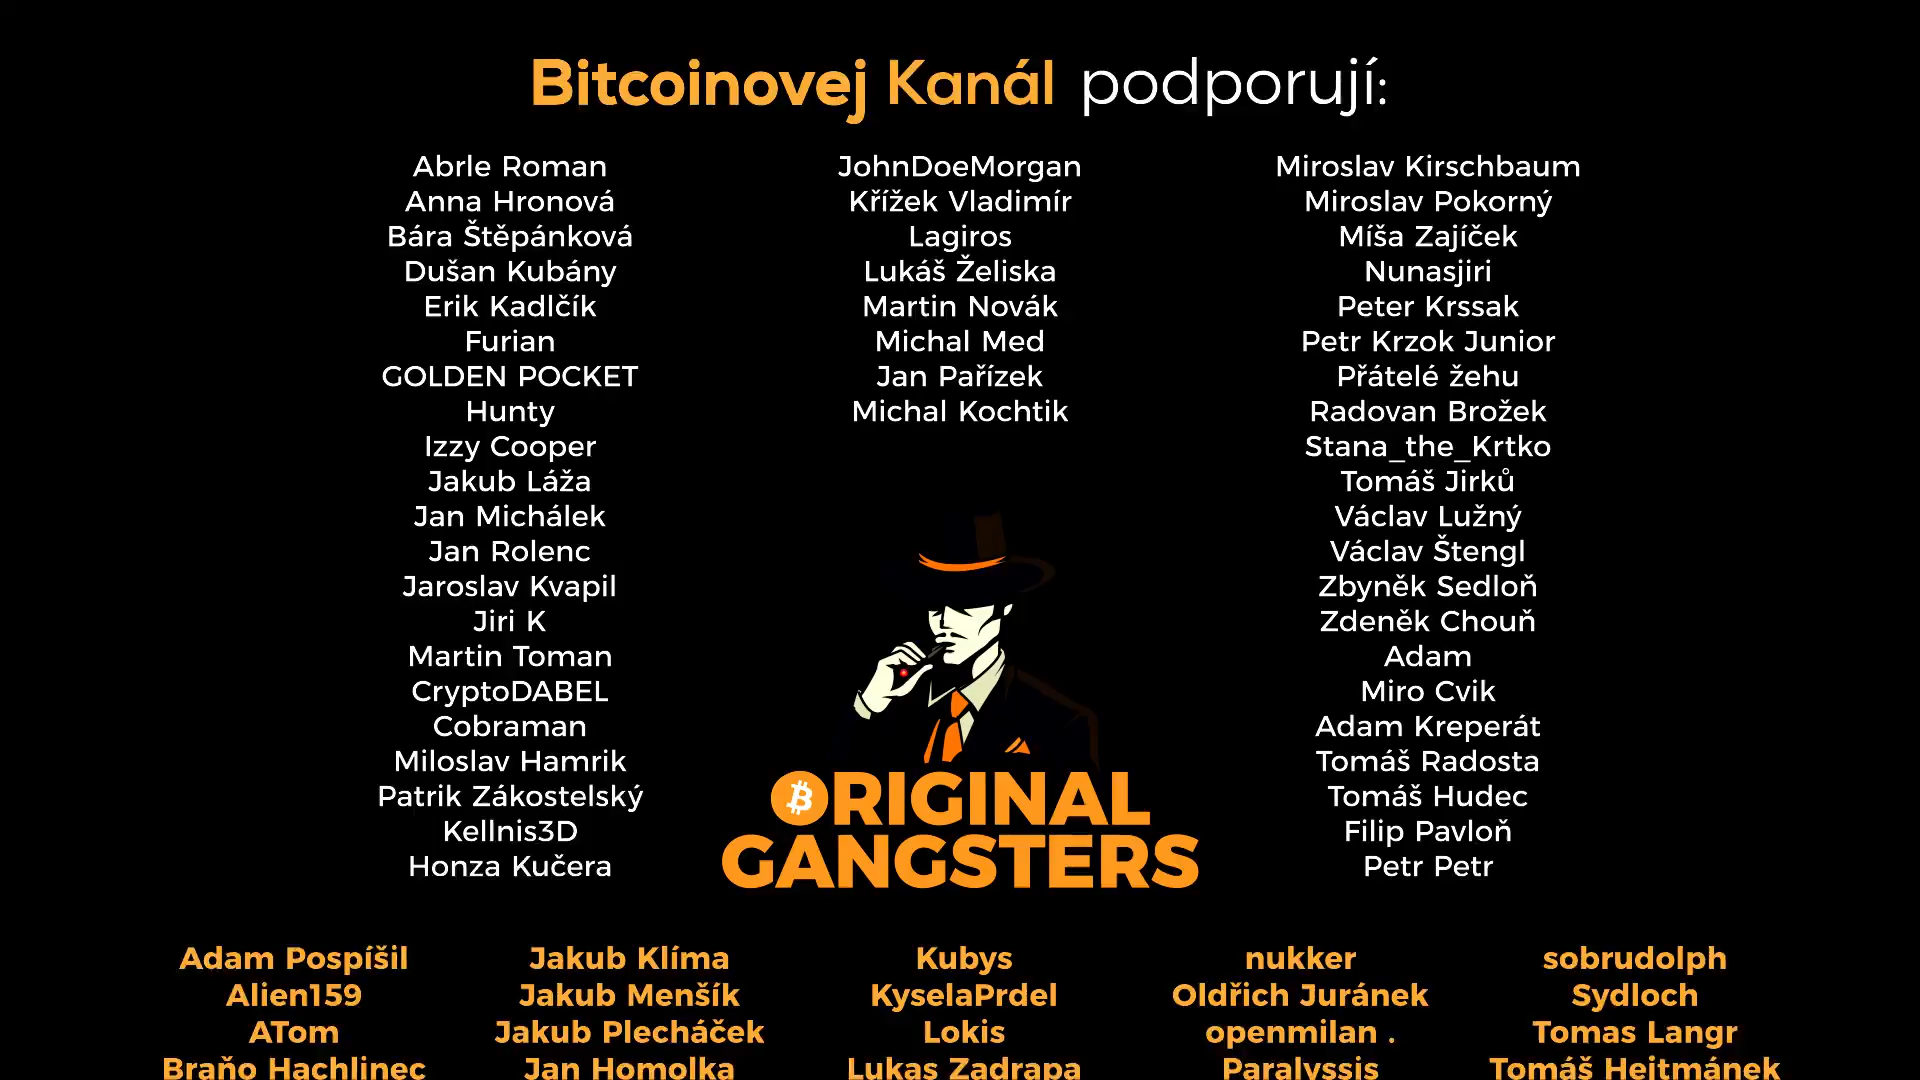 Bitcoinovej Kanál podporují:
Abrle Roman
Anna Hronová
Bára Štěpánková
Dušan Kubány
Erik Kadlčík
Furian
GOLDEN POCKET
Hunty
Izzy Cooper
Jakub Láža
Jan Michálek
Jan Rolenc
Jaroslav Kvapil
Jiri K
Martin Toman
CryptoDABEL
Cobraman
Miloslav Hamrik
Patrik Zákostelský
Kellnis3D
Honza Kučera
JohnDoeMorgan
Křížek Vladimír
Lagiros
Lukáš Želiska
Martin Novák
Michal Med
Jan Pařízek
Michal Kochtik
ORIGINAL
GANGSTERS
Miroslav Kirschbaum
Miroslav Pokorný
Míša Zajíček
Nunasjiri
Peter Krssak
Petr Krzok Junior
Přátelé žehu
Radovan Brožek
Stana_the_Krtko
Tomáš Jirků
Václav Lužný
Václav Štengl
Zbyněk Sedloň
Zdeněk Chouň
Adam
Miro Cvik
Adam Kreperát
Tomáš Radosta
Tomáš Hudec
Filip Pavloň
Petr Petr
Adam Pospíšil
Alien159
ATom
Braňo Hachlinec
Jakub Klíma
Jakub Menšík
Jakub Plecháček
Jan Homolka
Kubys
KyselaPrdel
Lokis
Lukas Zadrapa
nukker
Oldřich Juránek
openmilan .
Paralyssis
sobrudolph
Sydloch
Tomas Langr
Tomáš Hejtmánek